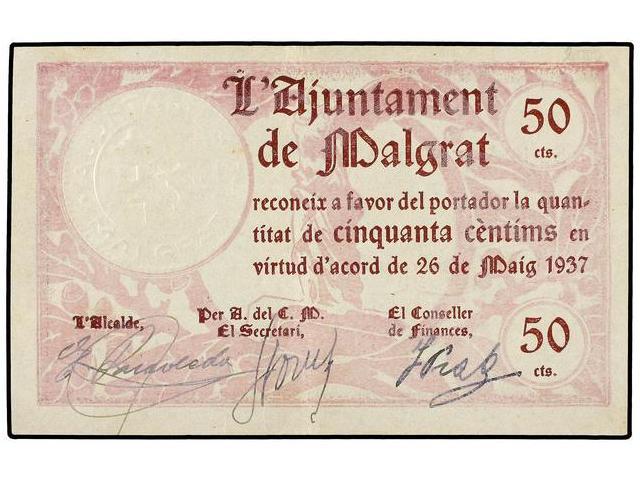 L'Ajuntament
de Malgrat
50
cts.
reconeix a favor del portador la quan-
titat de cinquanta cèntims en
virtud d'acord de 26 de Maig 1937
L'Alcalde,
Per A. del C. M.
El Secretari,
El Conseller
de Finances,
50
cts.